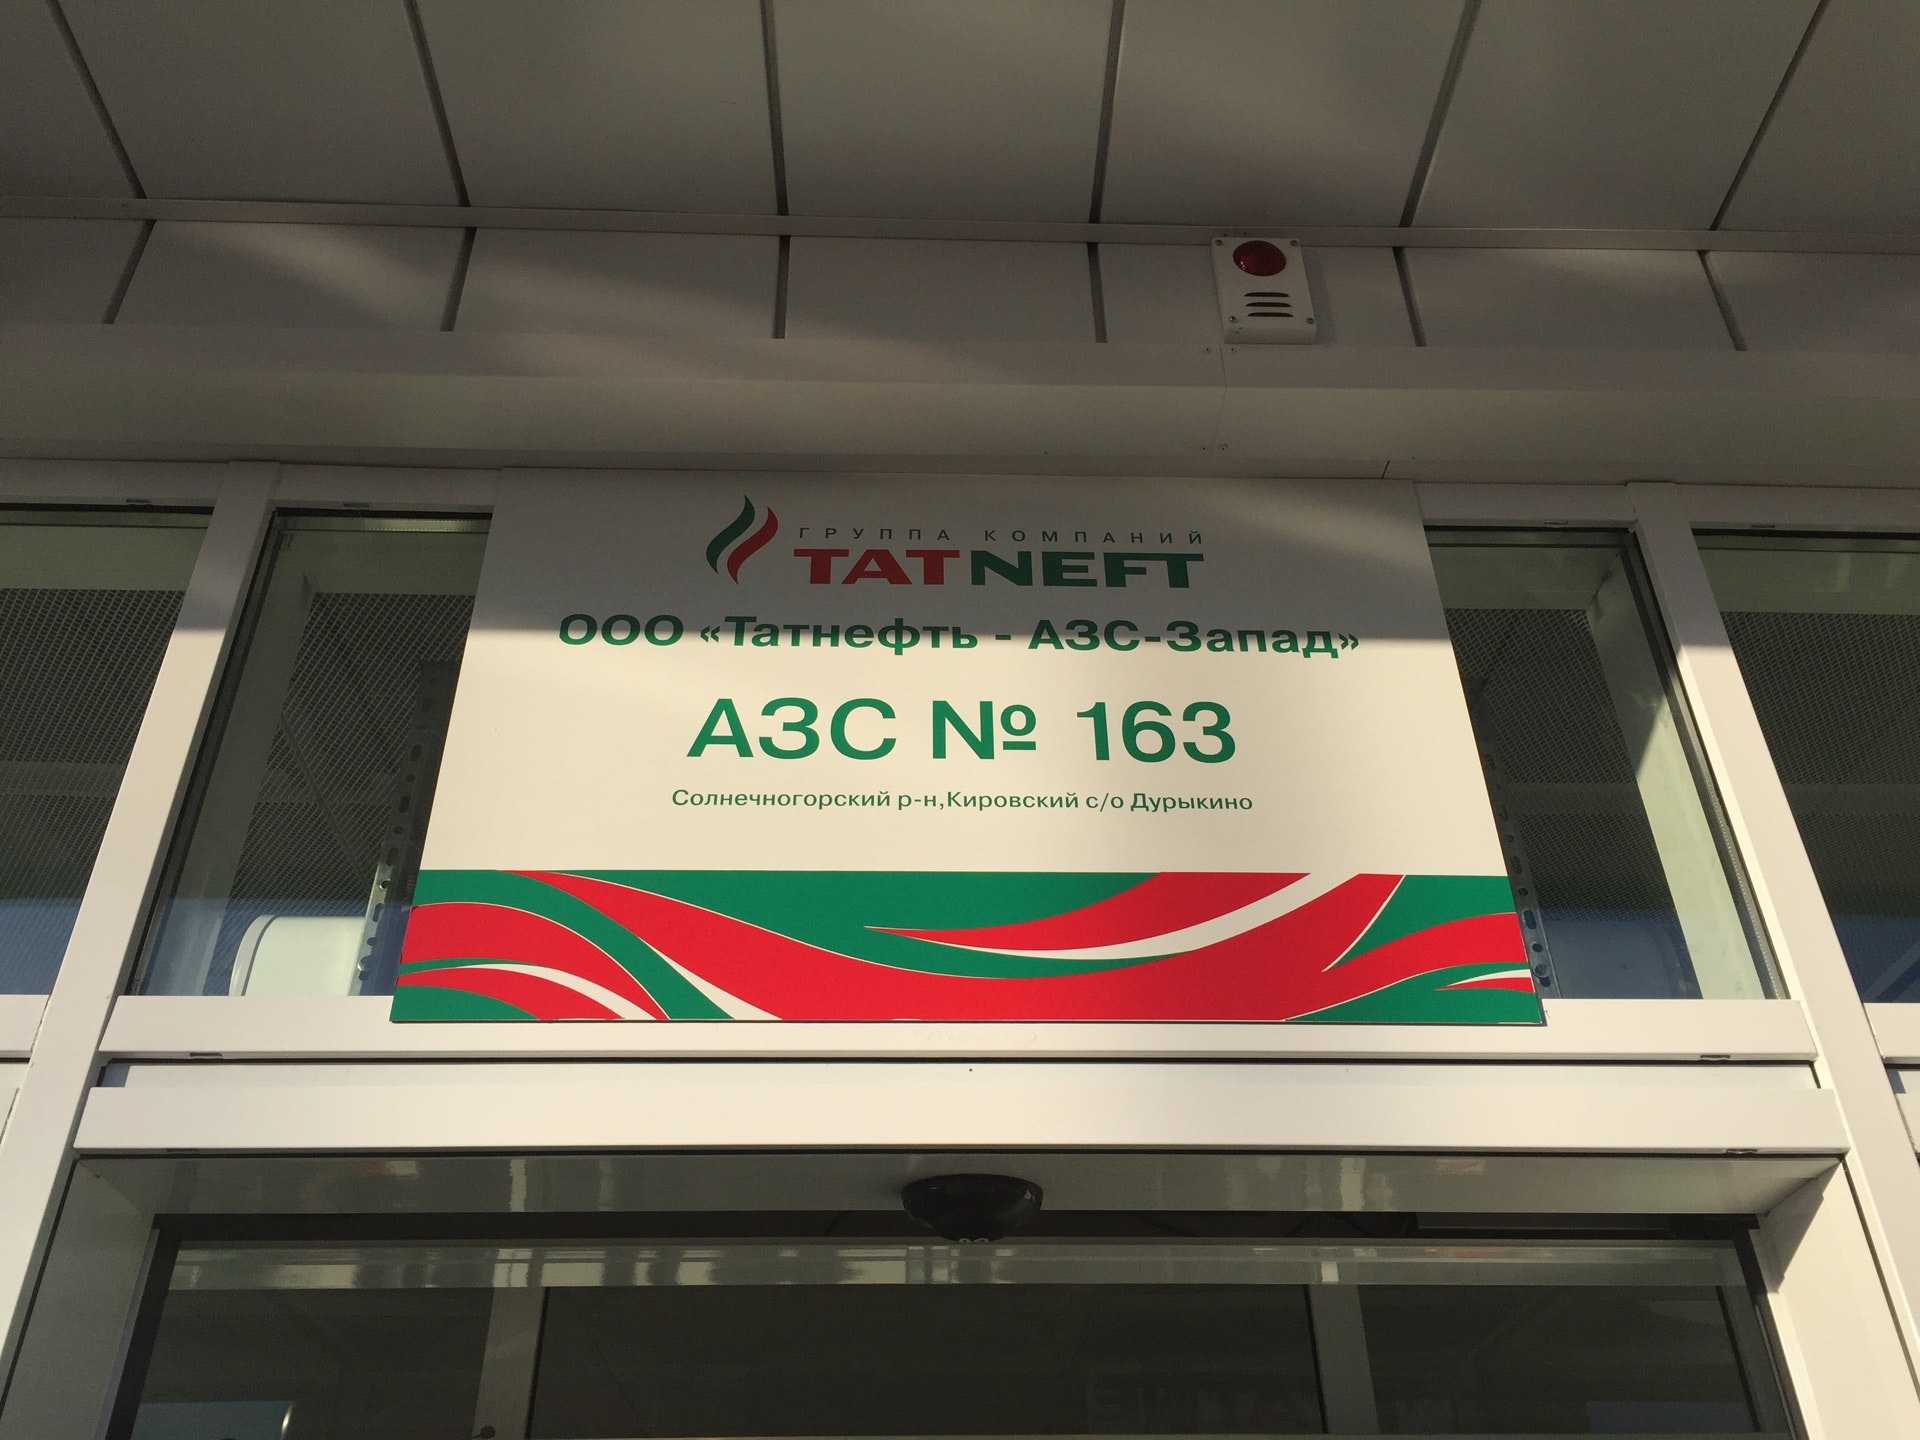 ГРУППА КОМПАНИЙ
TATNEFT
ООО «Татнефть - АЗС-Запад»
АЗС № 163
Солнечногорский р-н,Кировский с/о Дурыкино